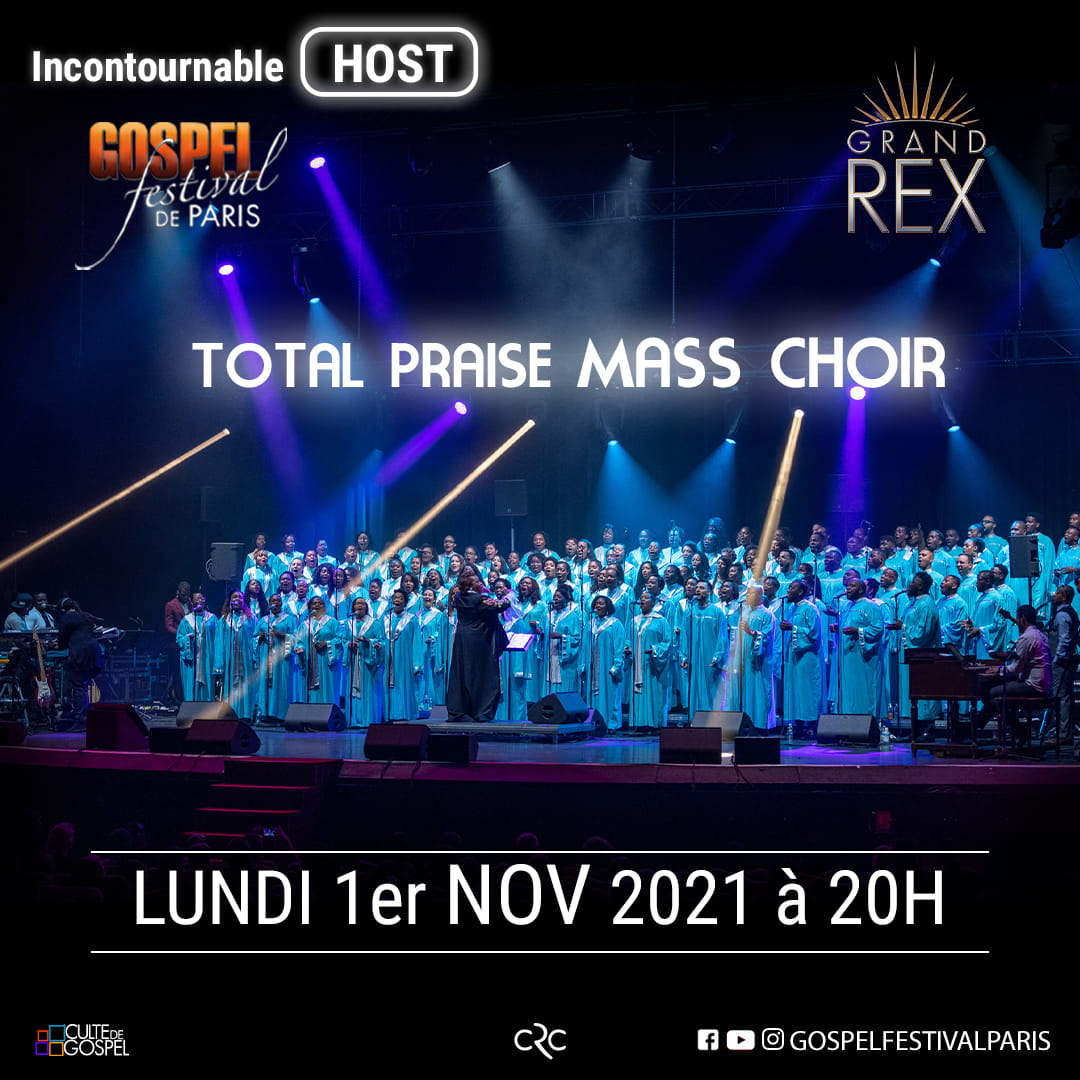 Incontournable HOST
GOSPEL
festival
DE PARIS
GRAND
REX
TOTAL PRAISE MASS CHOIR
LUNDI 1er NOV 2021 à 20H
CULTE DE
GOSPEL
CRC
GOSPELFESTIVALPARIS